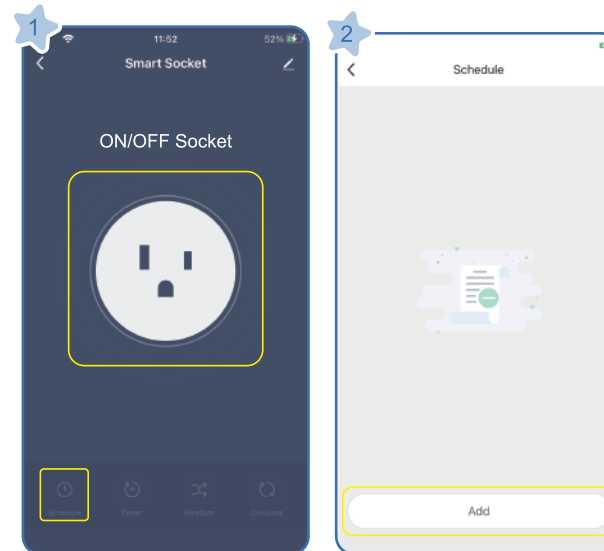 1
11:52
52%
Smart Socket
ON/OFF Socket
Schedule
Timer
Random
Circulate
2
Schedule
Add